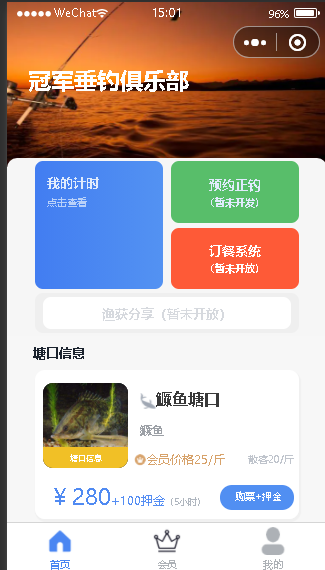 WeChat 15:01 96%
冠军垂钓俱乐部
我的计时
点击查看
预约正钓
（暂未开发）
订餐系统
（暂未开放）
渔获分享（暂未开放）
塘口信息
鳜鱼塘口
鳜鱼
塘口信息
会员价格25/斤 散客20/斤
￥280+100押金（5小时） 购票+押金
首页 会员 我的